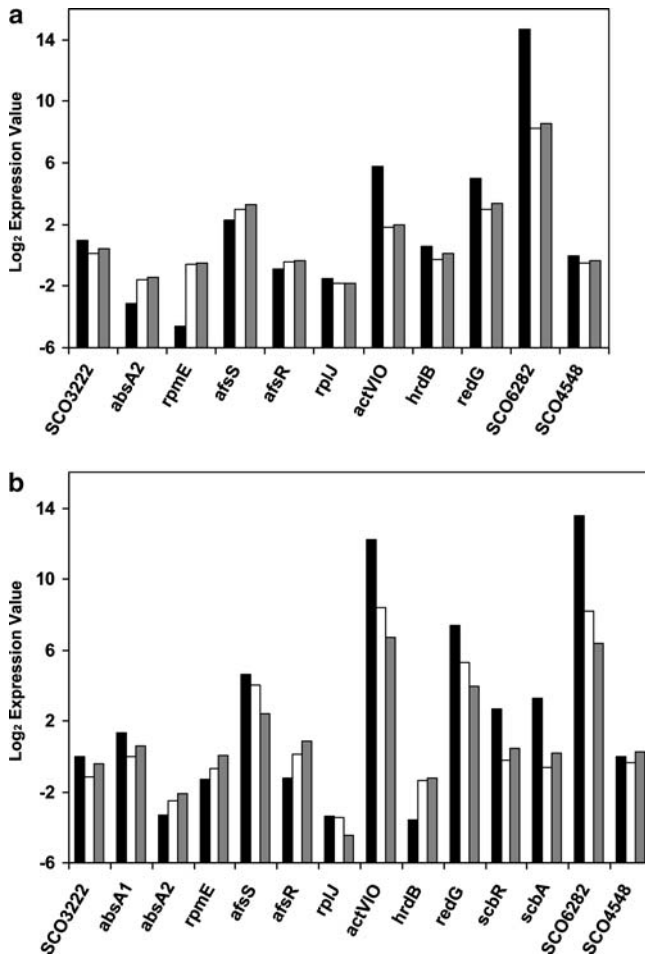 a
14
10
6
2
-2
-6
Log₂ Expression Value
SCO3222
absA2
rpmE
afsS
afsR
rplJ
actVIO
hrdB
redG
SCO6282
SCO4548
b
14
10
6
2
-2
-6
Log₂ Expression Value
SCO3222
absA1
absA2
rpmE
afsS
afsR
rplJ
actVIO
hrdB
redG
scbR
scbA
SCO6282
SCO4548